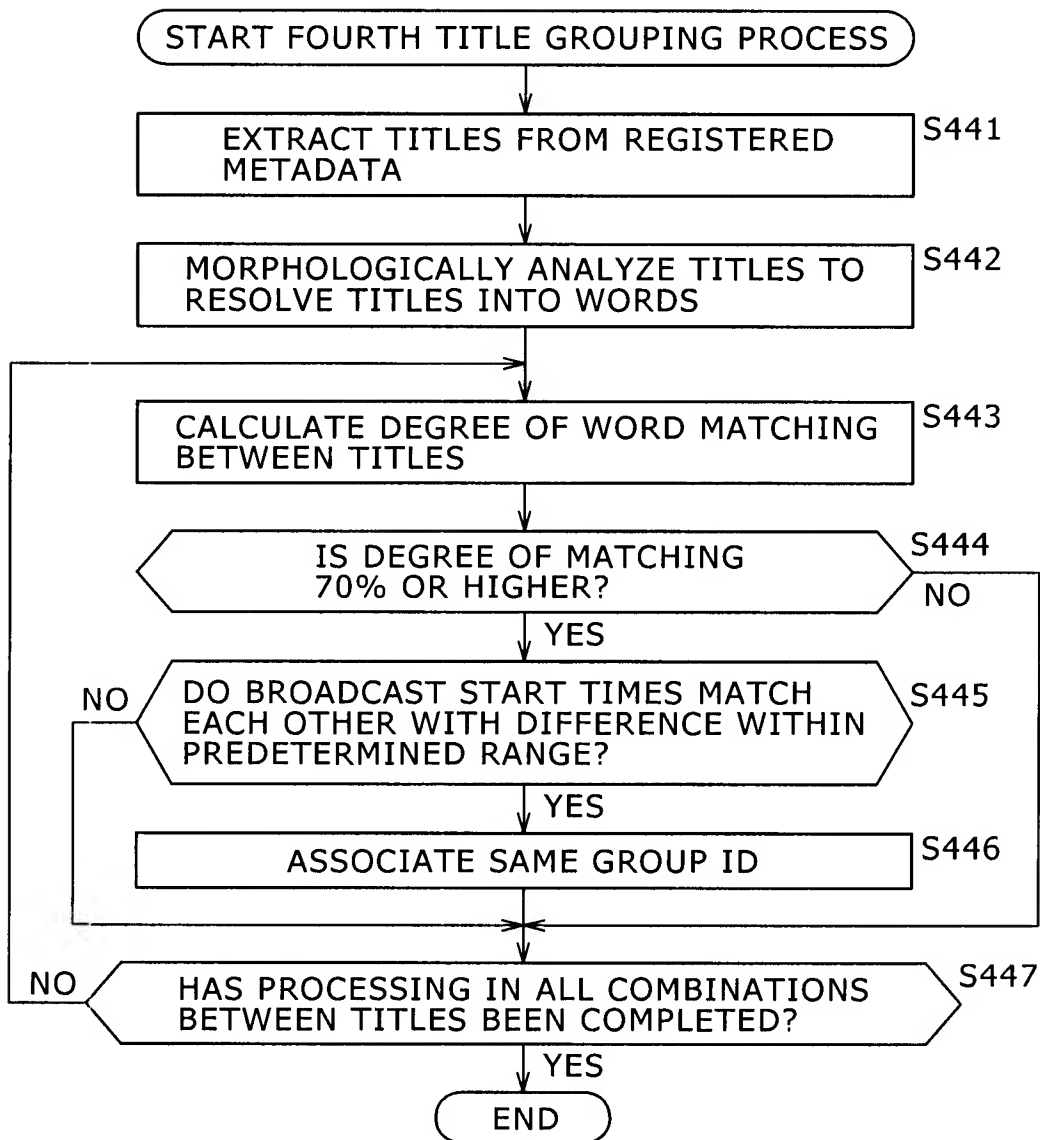 START FOURTH TITLE GROUPING PROCESS
S441
EXTRACT TITLES FROM REGISTERED
METADATA
S442
MORPHOLOGICALLY ANALYZE TITLES TO
RESOLVE TITLES INTO WORDS
S443
CALCULATE DEGREE OF WORD MATCHING
BETWEEN TITLES
S444
IS DEGREE OF MATCHING
70% OR HIGHER?
NO
YES
S445
NO
DO BROADCAST START TIMES MATCH
EACH OTHER WITH DIFFERENCE WITHIN
PREDETERMINED RANGE?
YES
S446
ASSOCIATE SAME GROUP ID
S447
NO
HAS PROCESSING IN ALL COMBINATIONS
BETWEEN TITLES BEEN COMPLETED?
YES
END